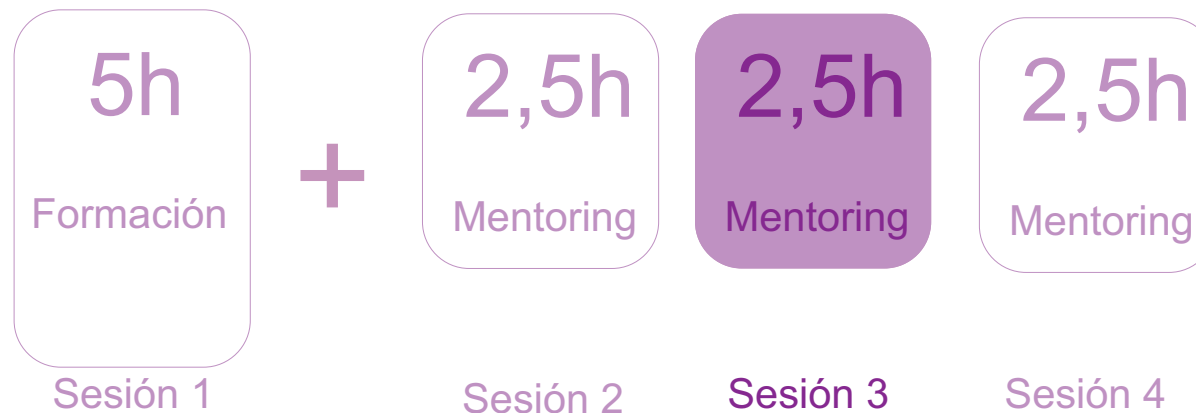 5h
Formación
Sesión 1
+
2,5h
Mentoring
Sesión 2
2,5h
Mentoring
Sesión 3
2,5h
Mentoring
Sesión 4